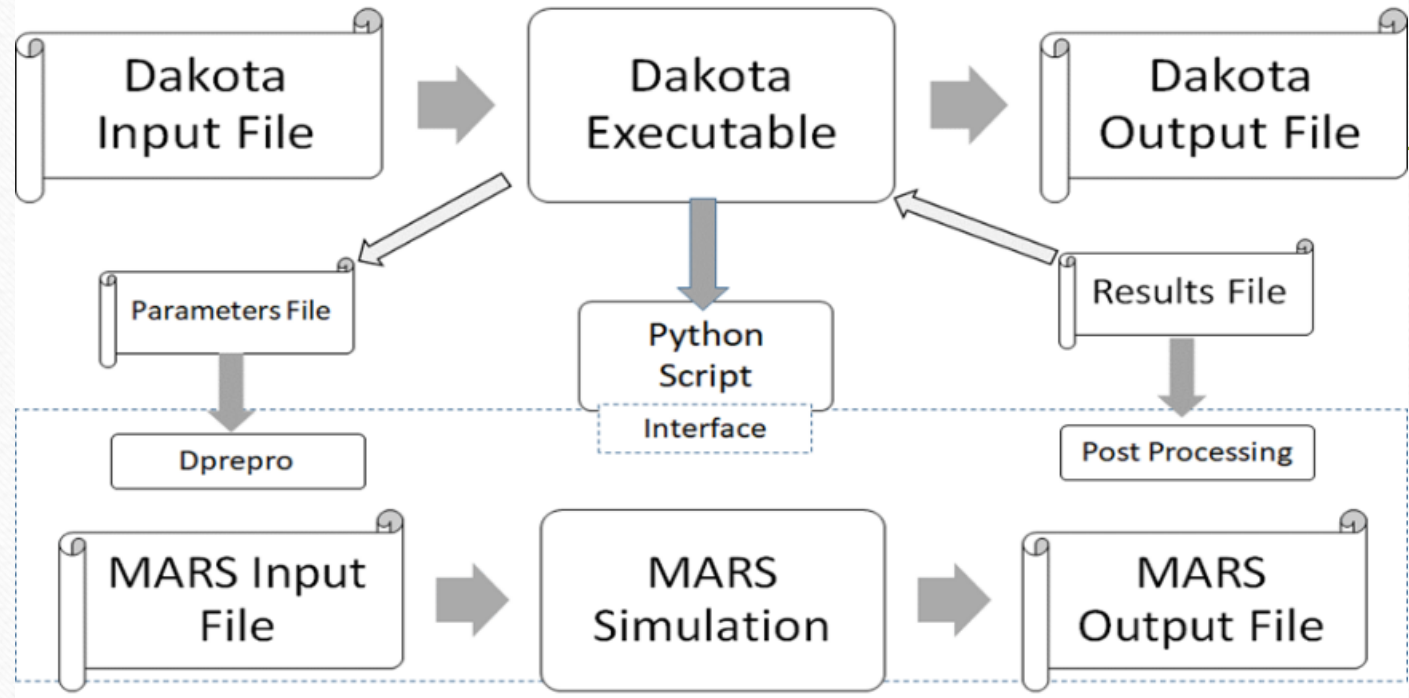 Dakota
Input File
Dakota
Executable
Dakota
Output File
Parameters File
Python
Script
Results File
Interface
Dprepro
Post Processing
MARS Input
File
MARS
Simulation
MARS
Output File